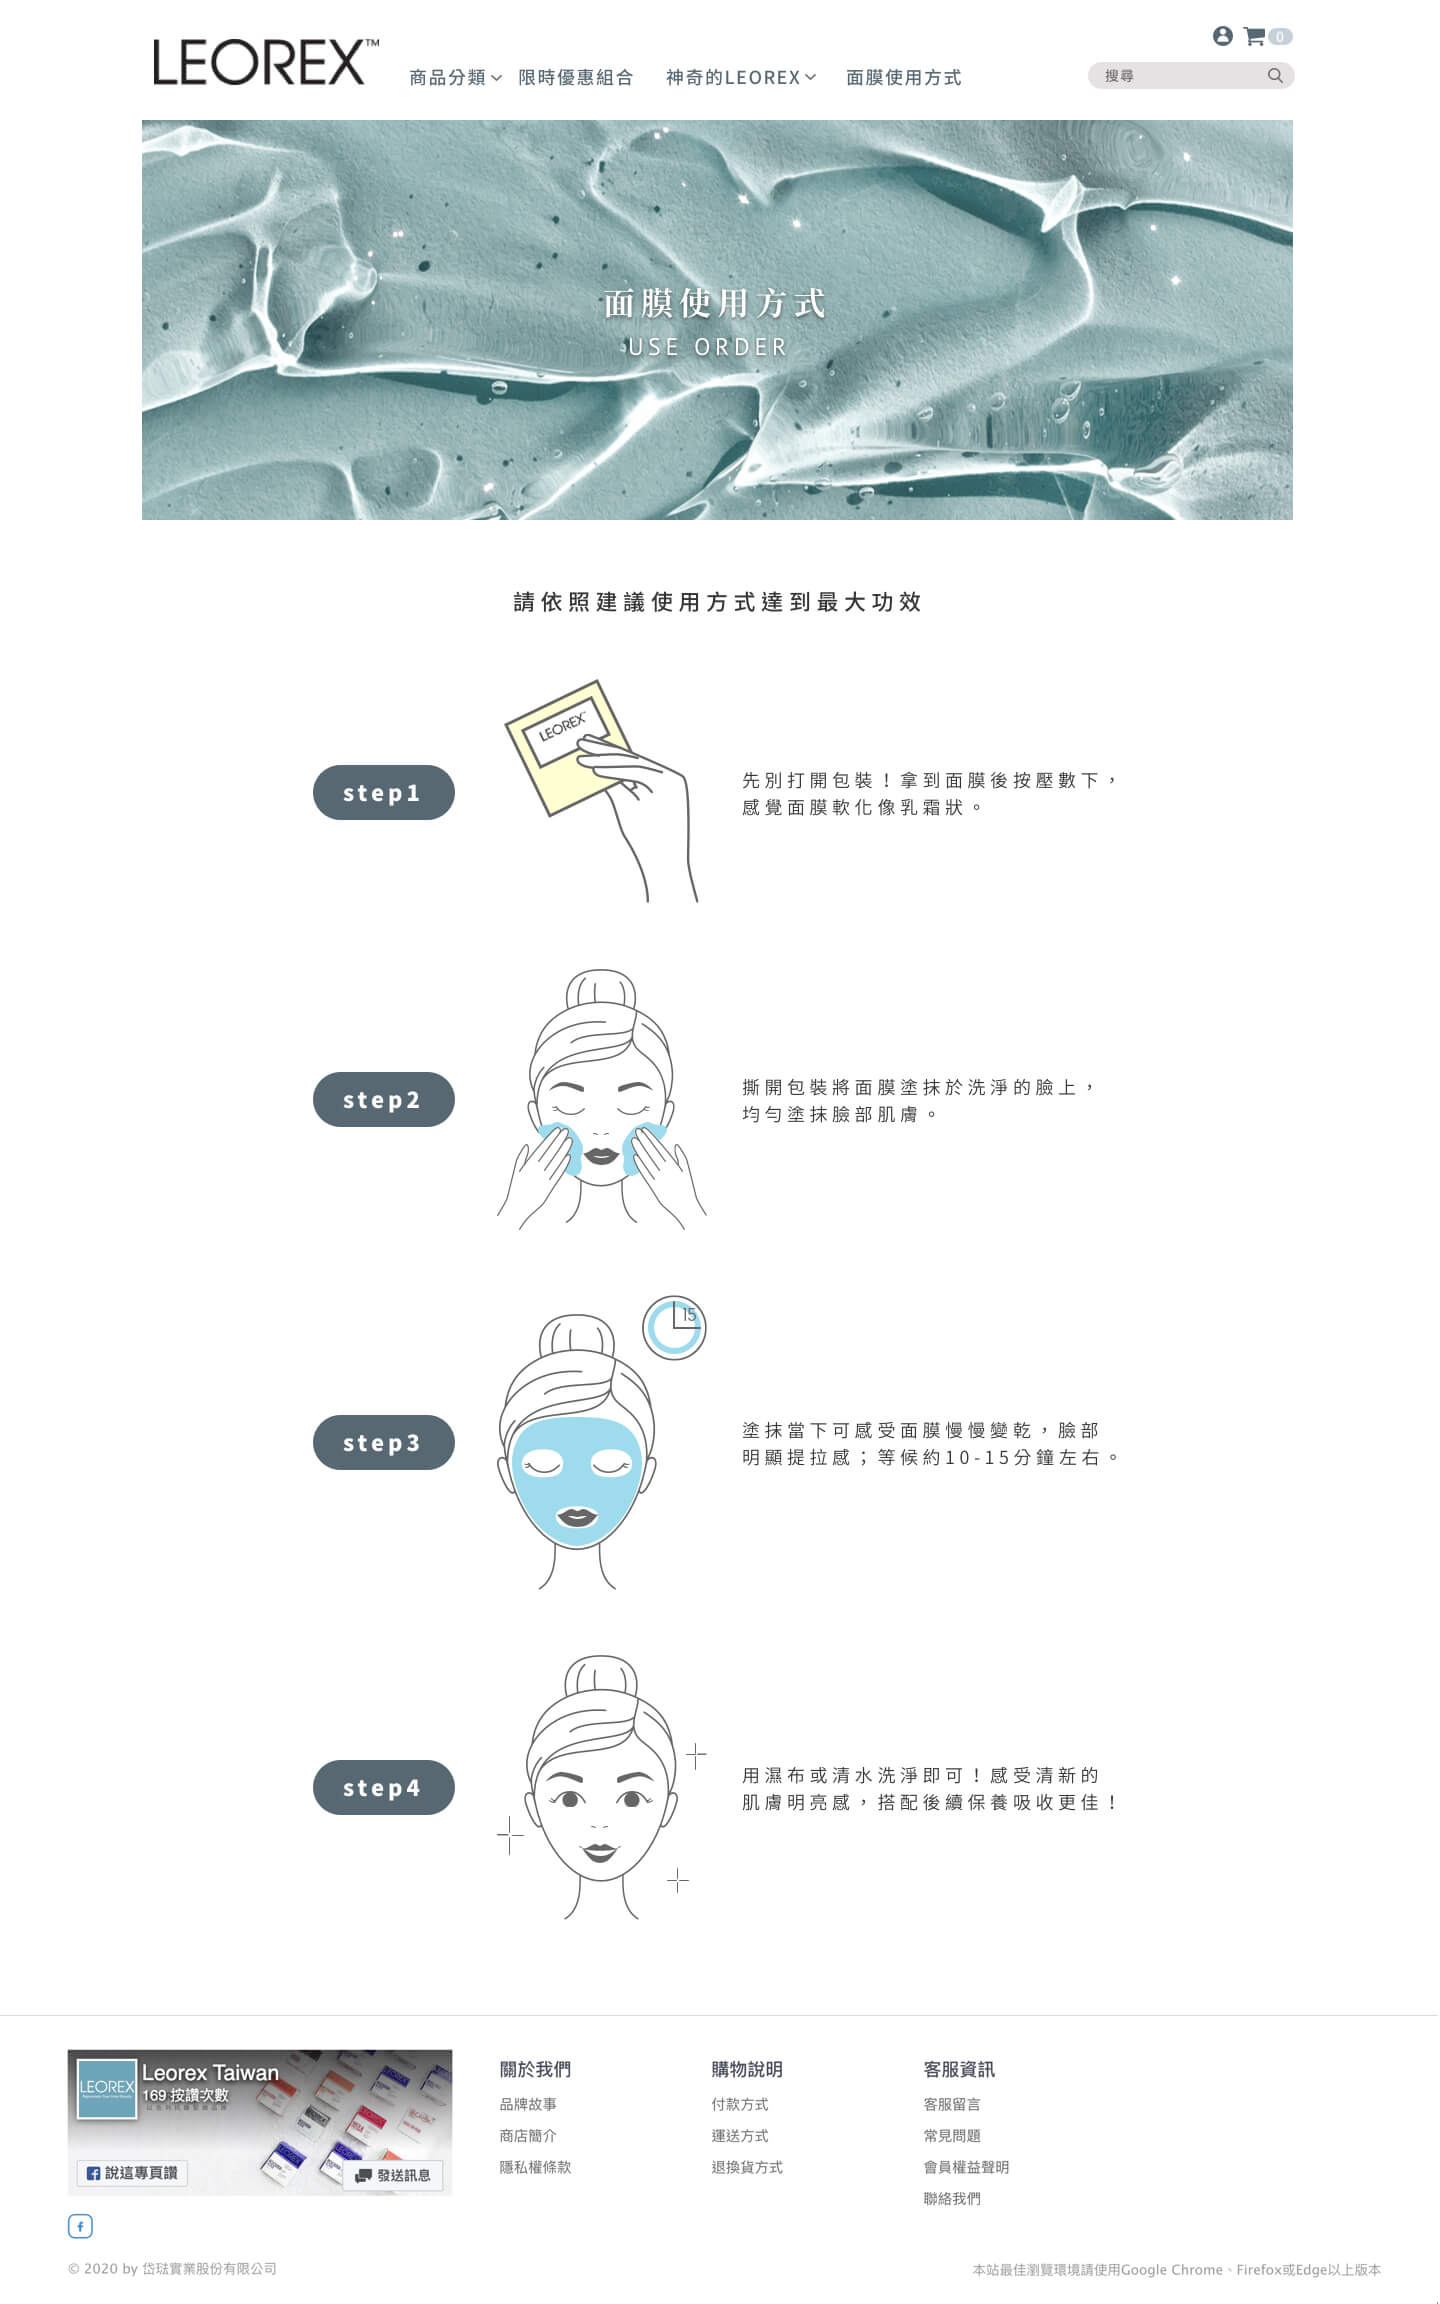 LEOREX™
0
商品分類
限時優惠組合
神奇的LEOREX
面膜使用方式
搜尋
面膜使用方式
USE ORDER
請依照建議使用方式達到最大功效
LEOREX
step1
先別打開包裝！拿到面膜後按壓數下，
感覺面膜軟化像乳霜狀。
step2
撕開包裝將面膜塗抹於洗淨的臉上，
均勻塗抹臉部肌膚。
15
step3
塗抹當下可感受面膜慢慢變乾，臉部
明顯提拉感；等候約10-15分鐘左右。
step4
用濕布或清水洗淨即可！感受清新的
肌膚明亮感，搭配後續保養吸收更佳！
LEOREX
Leorex Taiwan
169 按讚次數
說這專頁讚
發送訊息
關於我們
品牌故事
商店簡介
隱私權條款
購物說明
付款方式
運送方式
退換貨方式
客服資訊
客服留言
常見問題
會員權益聲明
聯絡我們
© 2020 by 岱琺實業股份有限公司
本站最佳瀏覽環境請使用Google Chrome、Firefox或Edge以上版本